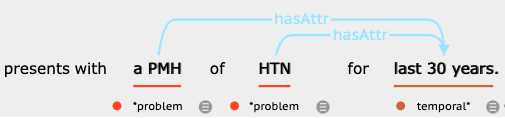 hasAttr
hasAttr
presents with a PMH of HTN for last 30 years.
*problem *problem temporal*